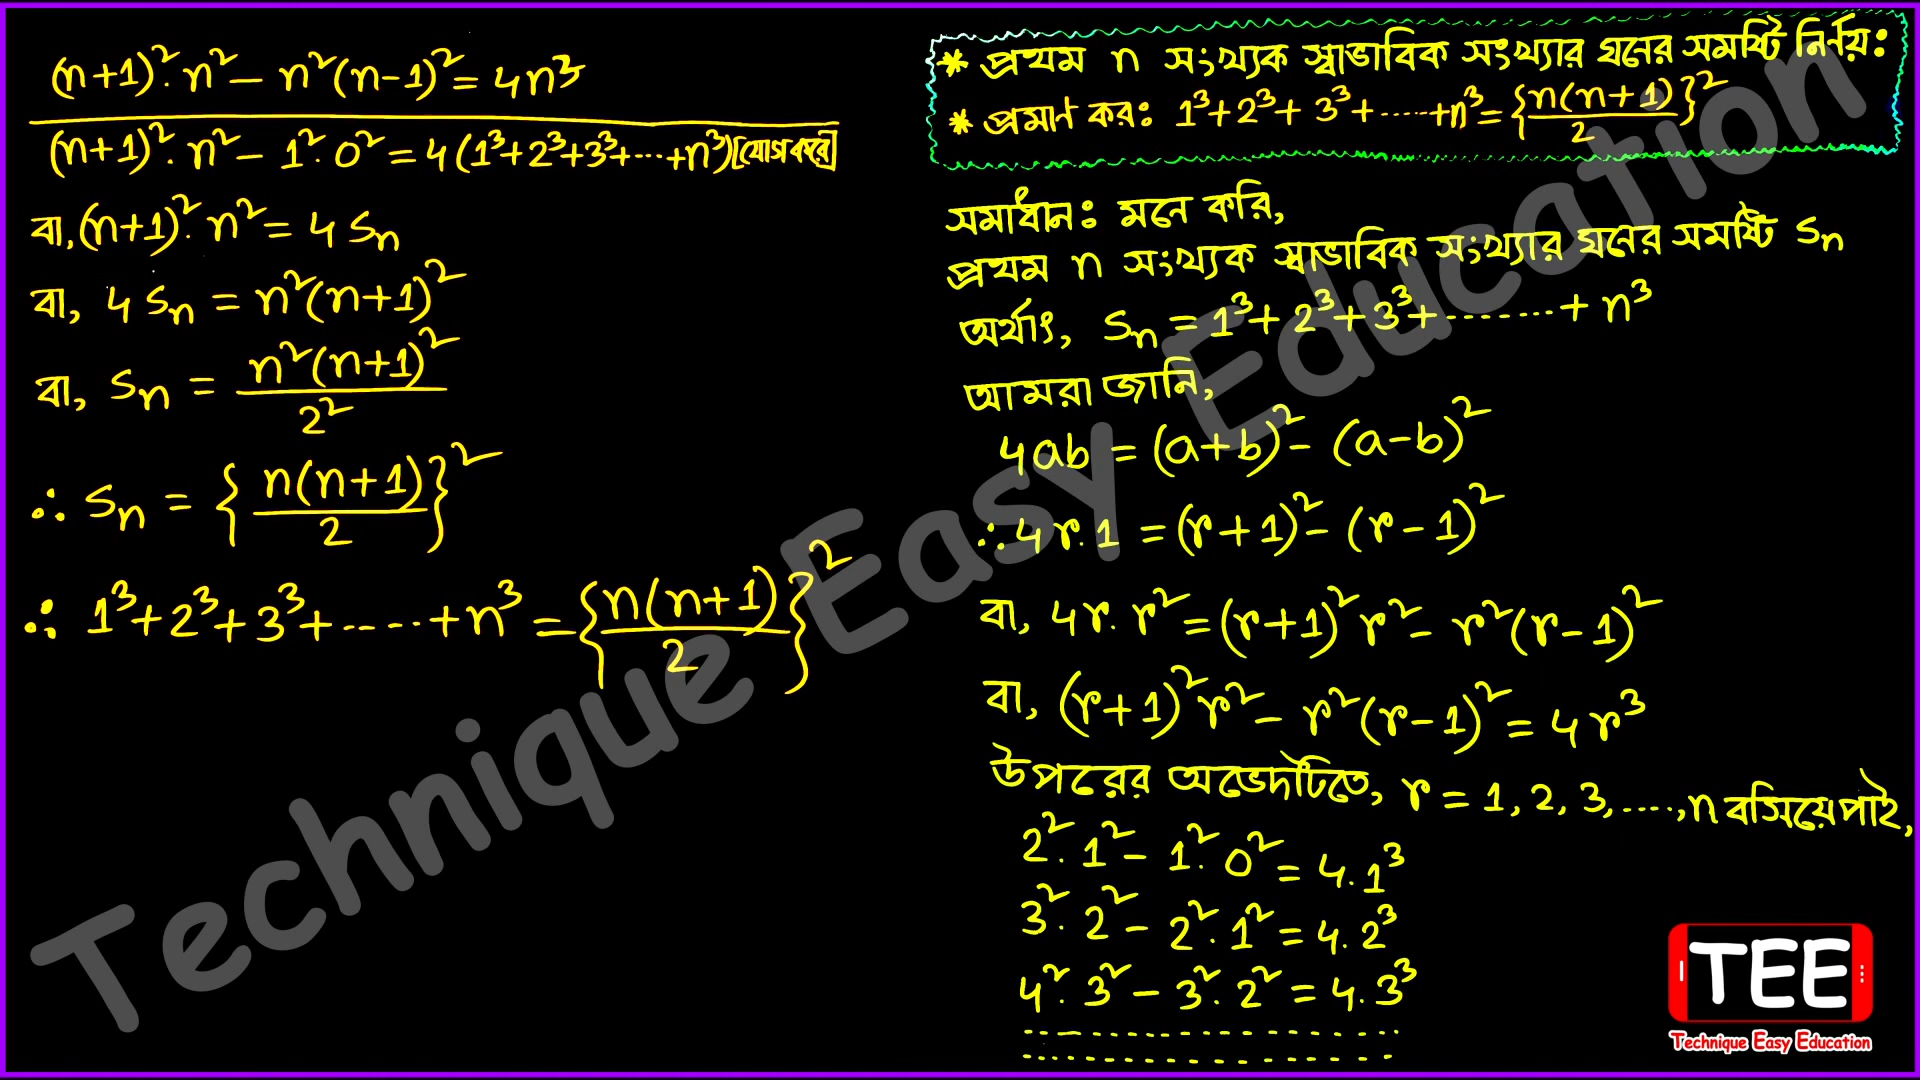 * প্রথম n সংখ্যক স্বাভাবিক সংখ্যার ঘনের সমষ্টি নির্ণয়:
* প্রমাণ কর: 1³+2³+3³+.....+n³={n(n+1)/2}²
সমাধান: মনে করি,
প্রথম n সংখ্যক স্বাভাবিক সংখ্যার ঘনের সমষ্টি Sₙ
অর্থাৎ, Sₙ = 1³+2³+3³+........+n³
আমরা জানি,
4ab = (a+b)²-(a-b)²
∴ 4r.1 = (r+1)²-(r-1)²
বা, 4r.r² = (r+1)²r²-r²(r-1)²
বা, (r+1)²r²-r²(r-1)² = 4r³
উপরের অভেদটিতে, r = 1, 2, 3, ....., n বসিয়ে পাই,
2².1²-1².0² = 4.1³
3².2²-2².1² = 4.2³
4².3²-3².2² = 4.3³
(n+1)².n²-n²(n-1)² = 4n³
(n+1)².n²-1².0² = 4(1³+2³+3³+....+n³) [যোগ করে]
বা, (n+1)².n² = 4Sₙ
বা, 4Sₙ = n²(n+1)²
বা, Sₙ = n²(n+1)²/2²
∴ Sₙ = {n(n+1)/2}²
∴ 1³+2³+3³+.....+n³ = {n(n+1)/2}²
Technique Easy Education
TEE
Technique Easy Education